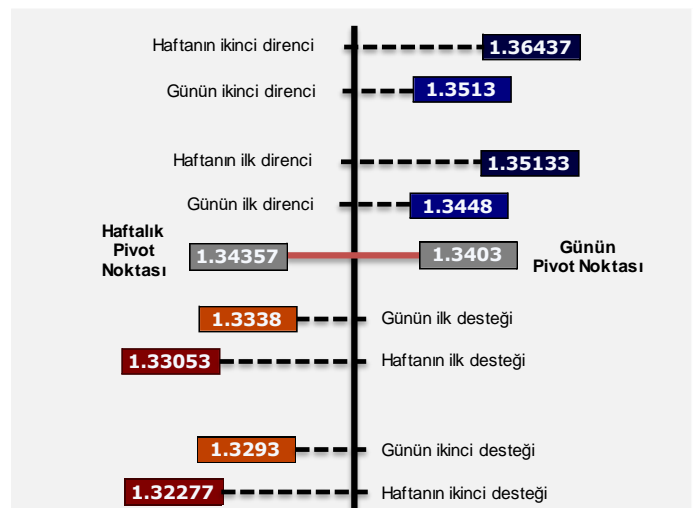 Haftanın ikinci direnci
1.36437
Günün ikinci direnci
1.3513
Haftanın ilk direnci
1.35133
Günün ilk direnci
1.3448
Haftalık
Pivot
Noktası
1.34357
1.3403
Günün
Pivot Noktası
1.3338
Günün ilk desteği
1.33053
Haftanın ilk desteği
1.3293
Günün ikinci desteği
1.32277
Haftanın ikinci desteği